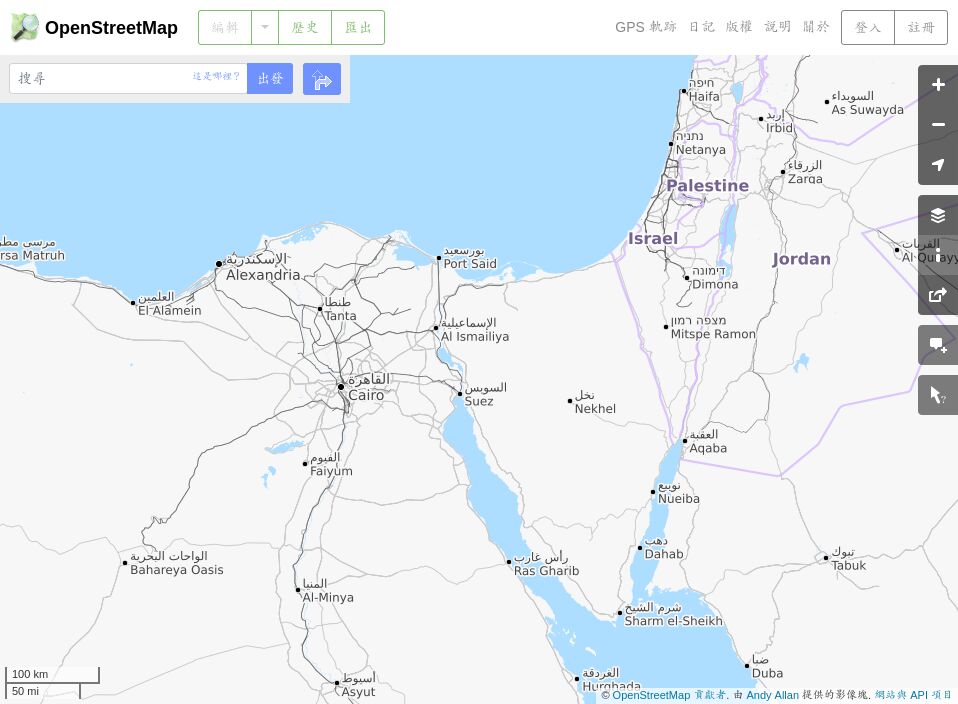 OpenStreetMap
編輯
歷史
匯出
GPS 軌跡
日記
版權
說明
關於
登入
註冊
搜尋
這是哪裡？
出發
חיפה
Haifa
السويداء
As Suwayda
إربد
Irbid
נתניה
Netanya
الزرقاء
Zarqa
Palestine
Israel
Jordan
القريات
Al Qurayy
مرسى مطر
rsa Matruh
الإسكندرية
Alexandria
بورسعيد
Port Said
דימונה
Dimona
العلمين
El Alamein
طنطا
Tanta
الإسماعيلية
Al Ismailiya
מצפה רמון
Mitspe Ramon
القاهرة
Cairo
السويس
Suez
نخل
Nekhel
العقبة
Aqaba
الفيوم
Faiyum
نويبع
Nueiba
الواحات البحرية
Bahareya Oasis
رأس غارب
Ras Gharib
دهب
Dahab
تبوك
Tabuk
المنيا
Al-Minya
شرم الشيخ
Sharm el-Sheikh
ضبا
Duba
أسيوط
Asyut
الغردقة
Hurghada
100 km
50 mi
© OpenStreetMap 貢獻者. 由 Andy Allan 提供的影像塊. 網站與 API 項目